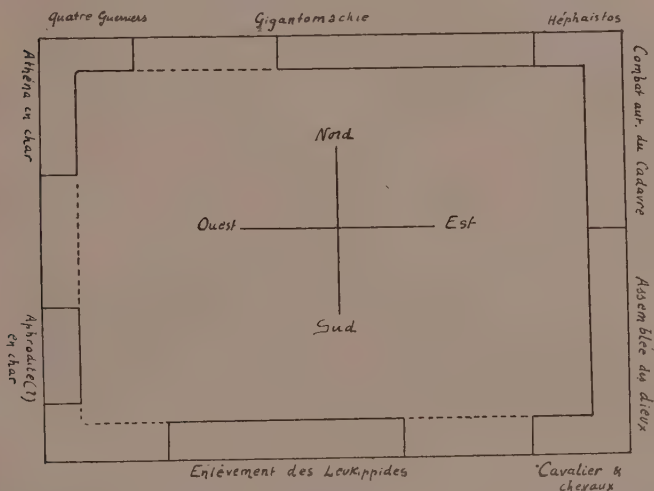 Quatre Guerriers
Gigantomachie
Héphaistos
Athéna en char
Combat aut. du Cadavre
Nord
Ouest
Est
Sud
Aphrodite(?)
en char
Assemblée des dieux
Enlèvement des Leukippides
Cavalier &
chevaux